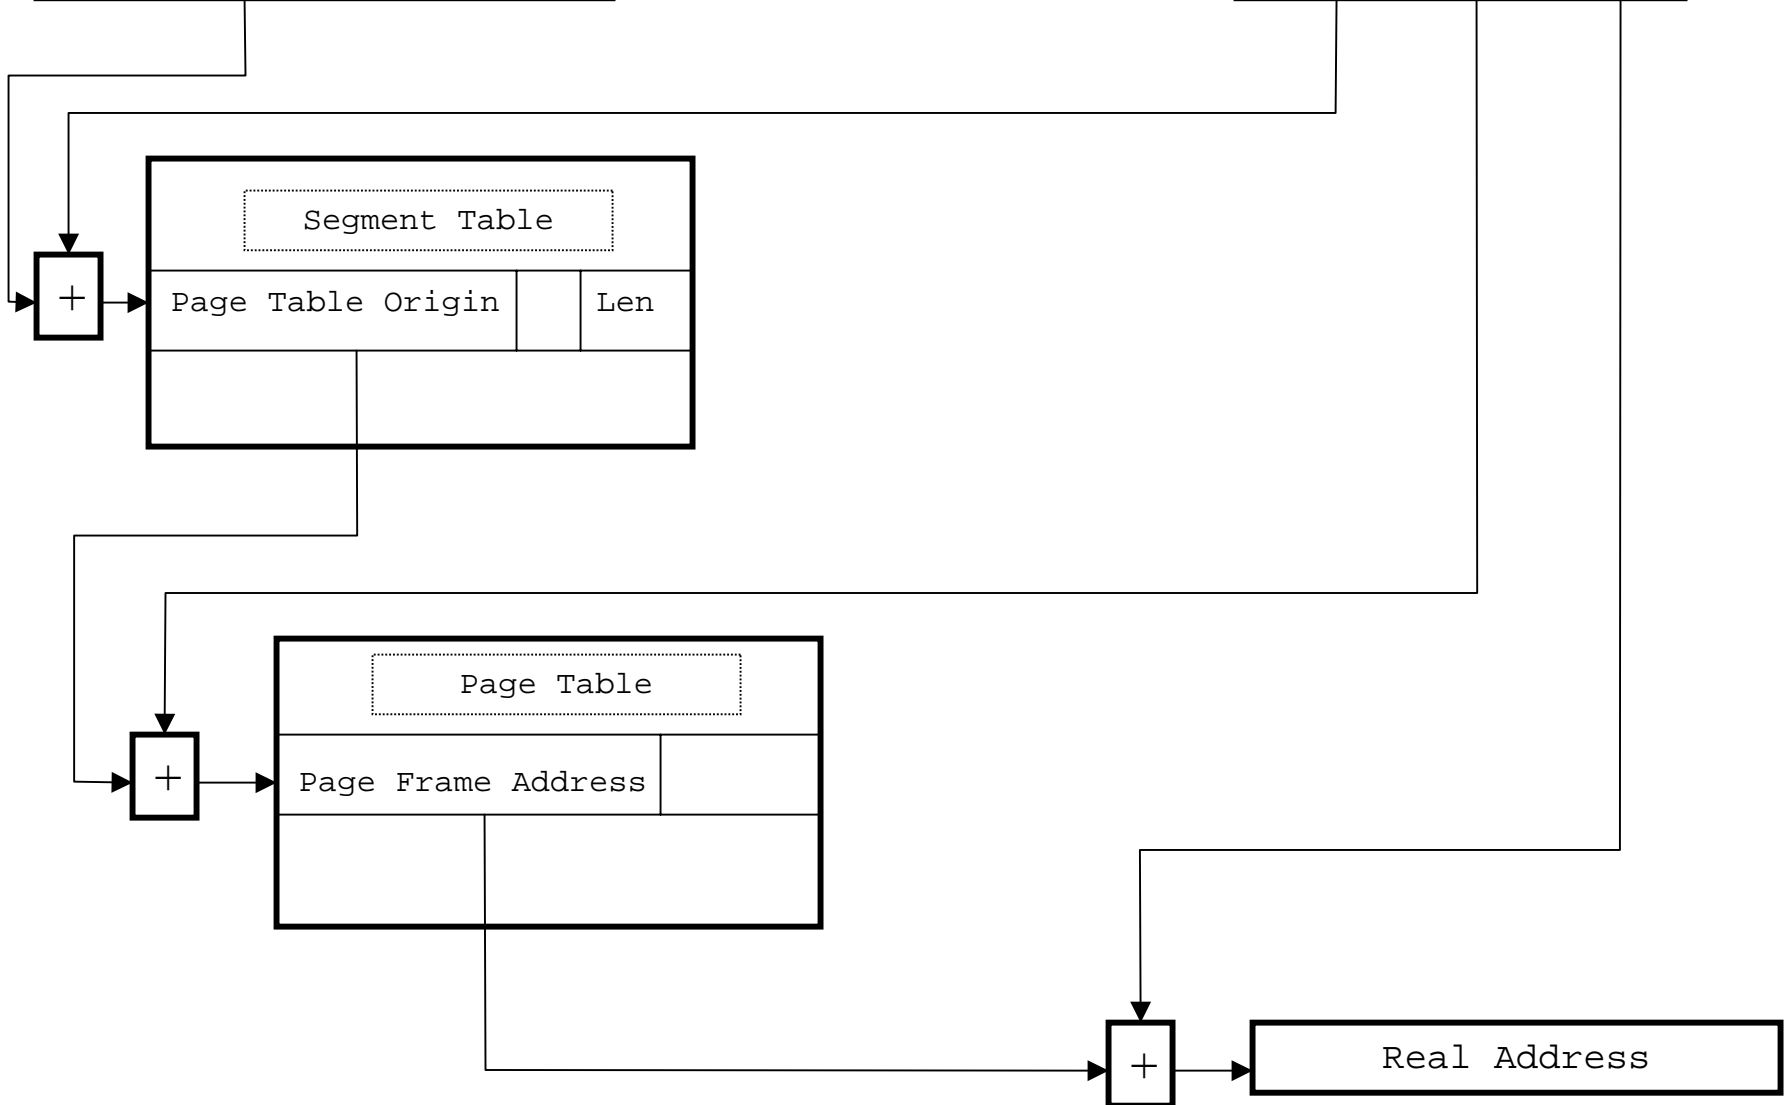 Segment Table
+
Page Table Origin Len
Page Table
+
Page Frame Address
+
Real Address